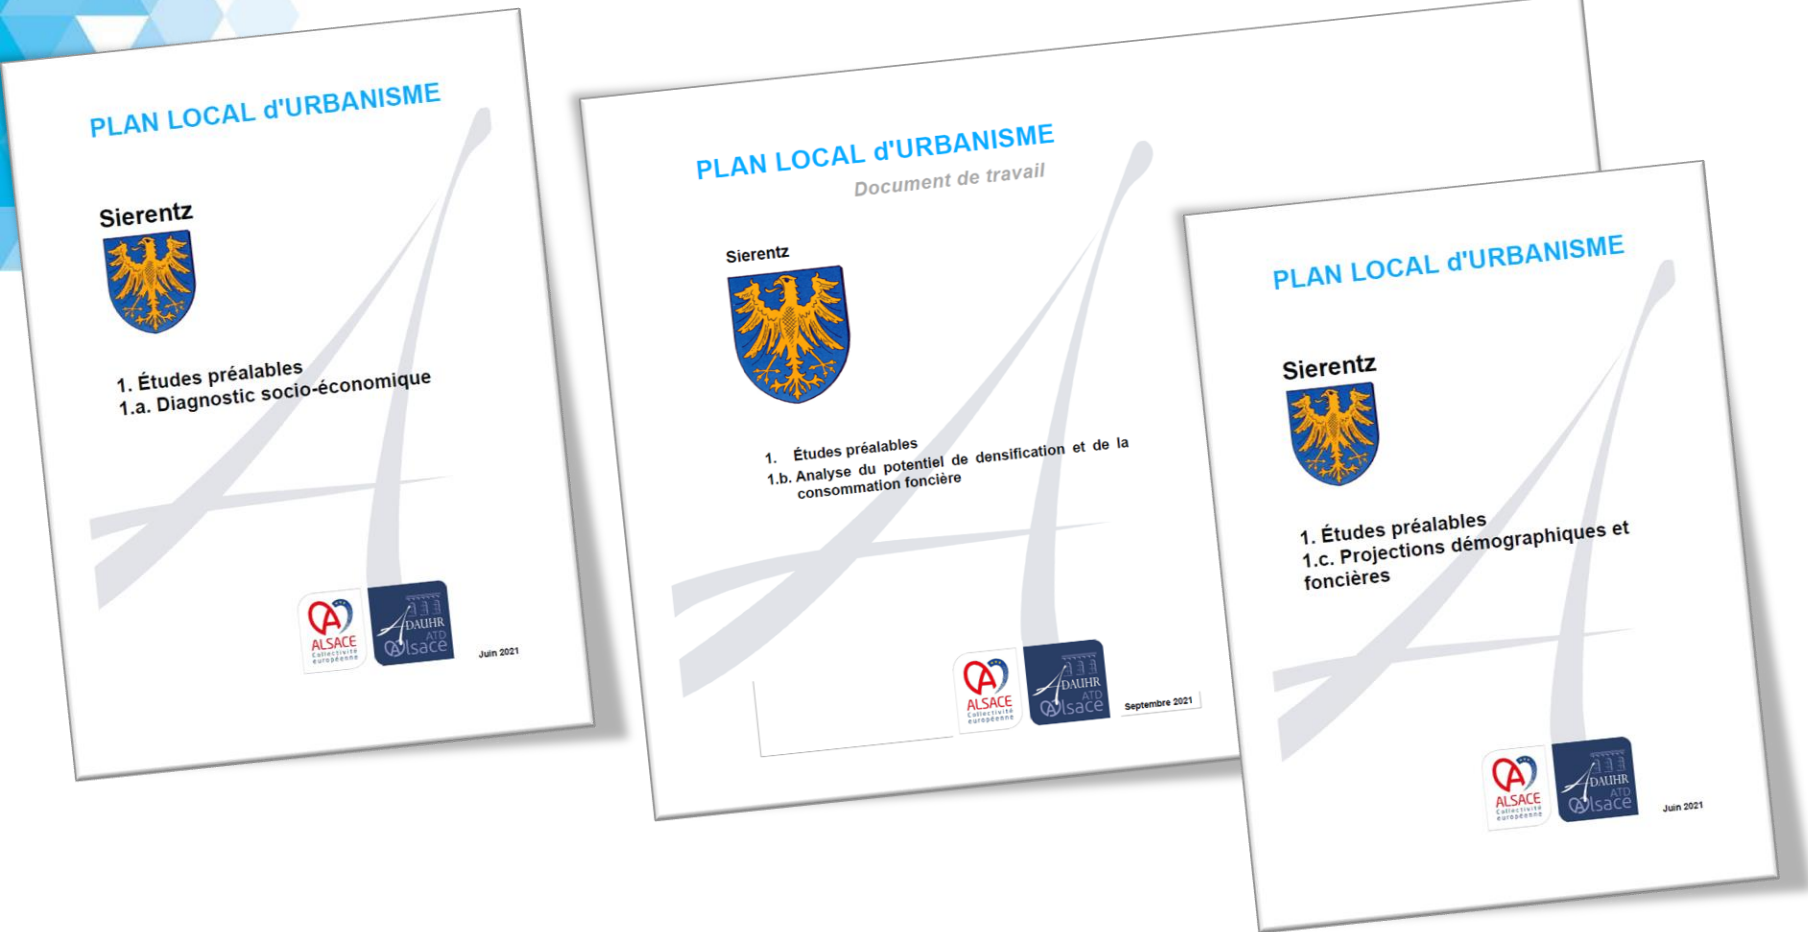 PLAN LOCAL d'URBANISME
Sierentz
1. Études préalables
1.a. Diagnostic socio-économique
ALSACE
Collectivité
européenne
ADAUHR
ATD
Alsace
Juin 2021
PLAN LOCAL d'URBANISME
Document de travail
Sierentz
1. Études préalables
1.b. Analyse du potentiel de densification et de la
consommation foncière
ALSACE
Collectivité
européenne
ADAUHR
ATD
Alsace
Septembre 2021
PLAN LOCAL d'URBANISME
Sierentz
1. Études préalables
1.c. Projections démographiques et
foncières
ALSACE
Collectivité
européenne
ADAUHR
ATD
Alsace
Juin 2021